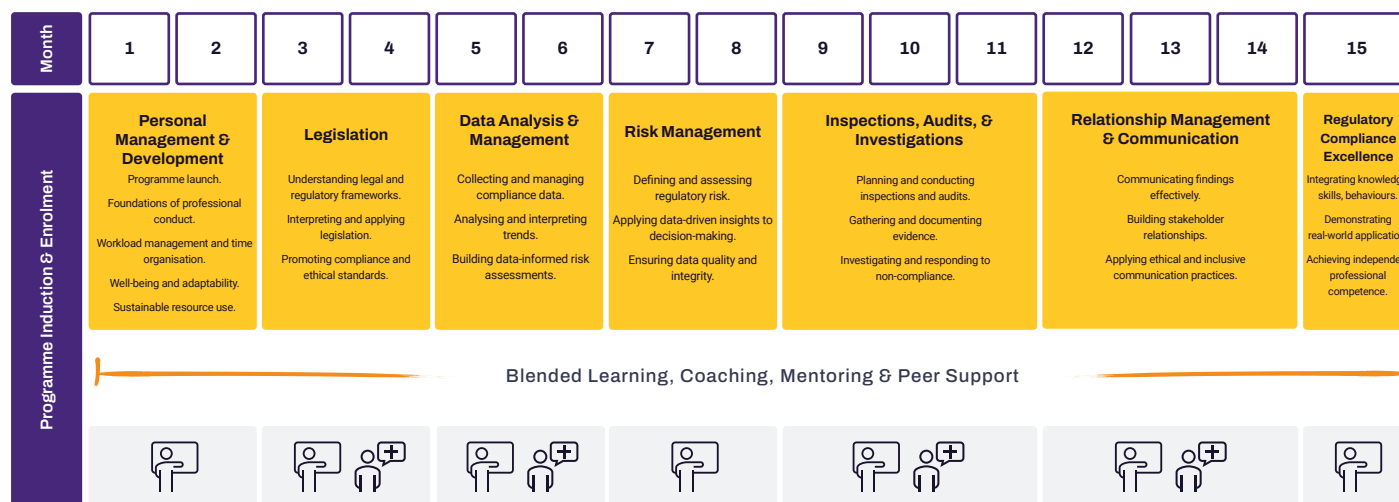 Month
1
2
3
4
5
6
7
8
9
10
11
12
13
14
15
Programme Induction & Enrolment
Personal
Management &
Development
Programme launch.
Foundations of professional
conduct.
Workload management and time
organisation.
Well-being and adaptability.
Sustainable resource use.
Legislation
Understanding legal and
regulatory frameworks.
Interpreting and applying
legislation.
Promoting compliance and
ethical standards.
Data Analysis &
Management
Collecting and managing
compliance data.
Analysing and interpreting
trends.
Building data-informed risk
assessments.
Risk Management
Defining and assessing
regulatory risk.
Applying data-driven insights to
decision-making.
Ensuring data quality and
integrity.
Inspections, Audits, &
Investigations
Planning and conducting
inspections and audits.
Gathering and documenting
evidence.
Investigating and responding to
non-compliance.
Relationship Management
& Communication
Communicating findings
effectively.
Building stakeholder
relationships.
Applying ethical and inclusive
communication practices.
Regulatory
Compliance
Excellence
Integrating
skills, behaviours.
Demonstrating
real-world
Achieving
professional
competence.
Blended Learning, Coaching, Mentoring & Peer Support